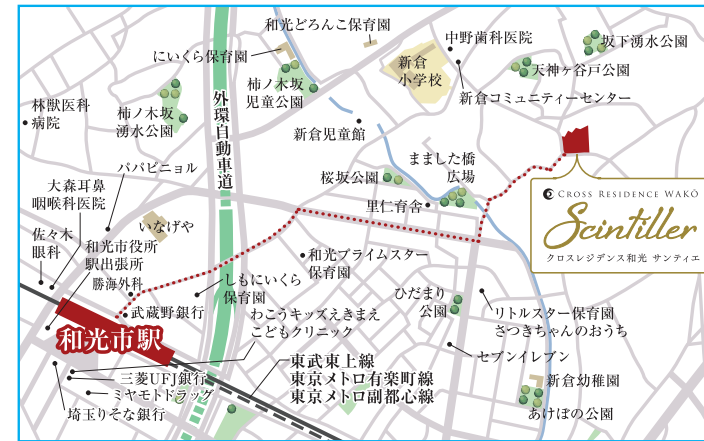 和光どろんこ保育園
にいくら保育園
中野歯科医院
坂下湧水公園
新倉
小学校
天神ヶ谷戸公園
柿ノ木坂
児童公園
新倉コミュニティーセンター
林獣医科
病院
柿ノ木坂
湧水公園
外環自動車道
新倉児童館
パパピニョル
桜坂公園
まました橋
広場
大森耳鼻
咽喉科医院
里仁育舎
CROSS RESIDENCE WAKŌ
Scintiller
クロスレジデンス和光 サンティエ
いなげや
佐々木
眼科
和光市役所
駅出張所
和光プライムスター
保育園
勝海外科
しもにいくら
保育園
ひだまり
公園
武蔵野銀行
わこうキッズえきまえ
こどもクリニック
リトルスター保育園
さつきちゃんのおうち
和光市駅
セブンイレブン
東武東上線
東京メトロ有楽町線
東京メトロ副都心線
三菱UFJ銀行
ミヤモトドラッグ
埼玉りそな銀行
新倉幼稚園
あけぼの公園